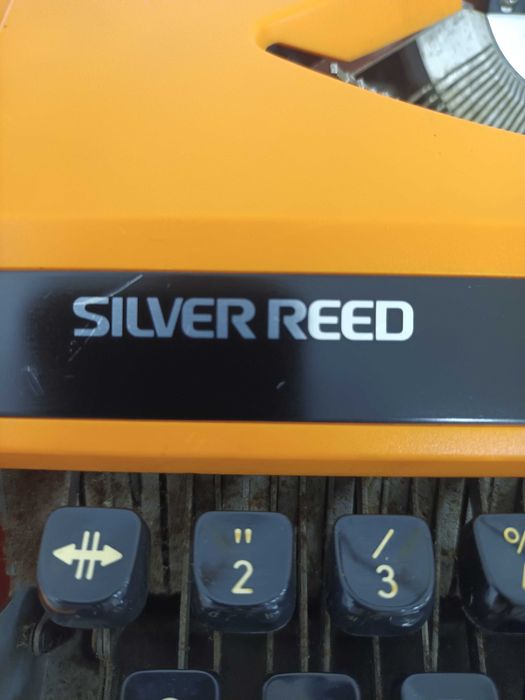 SILVER REED
" / %
2 3